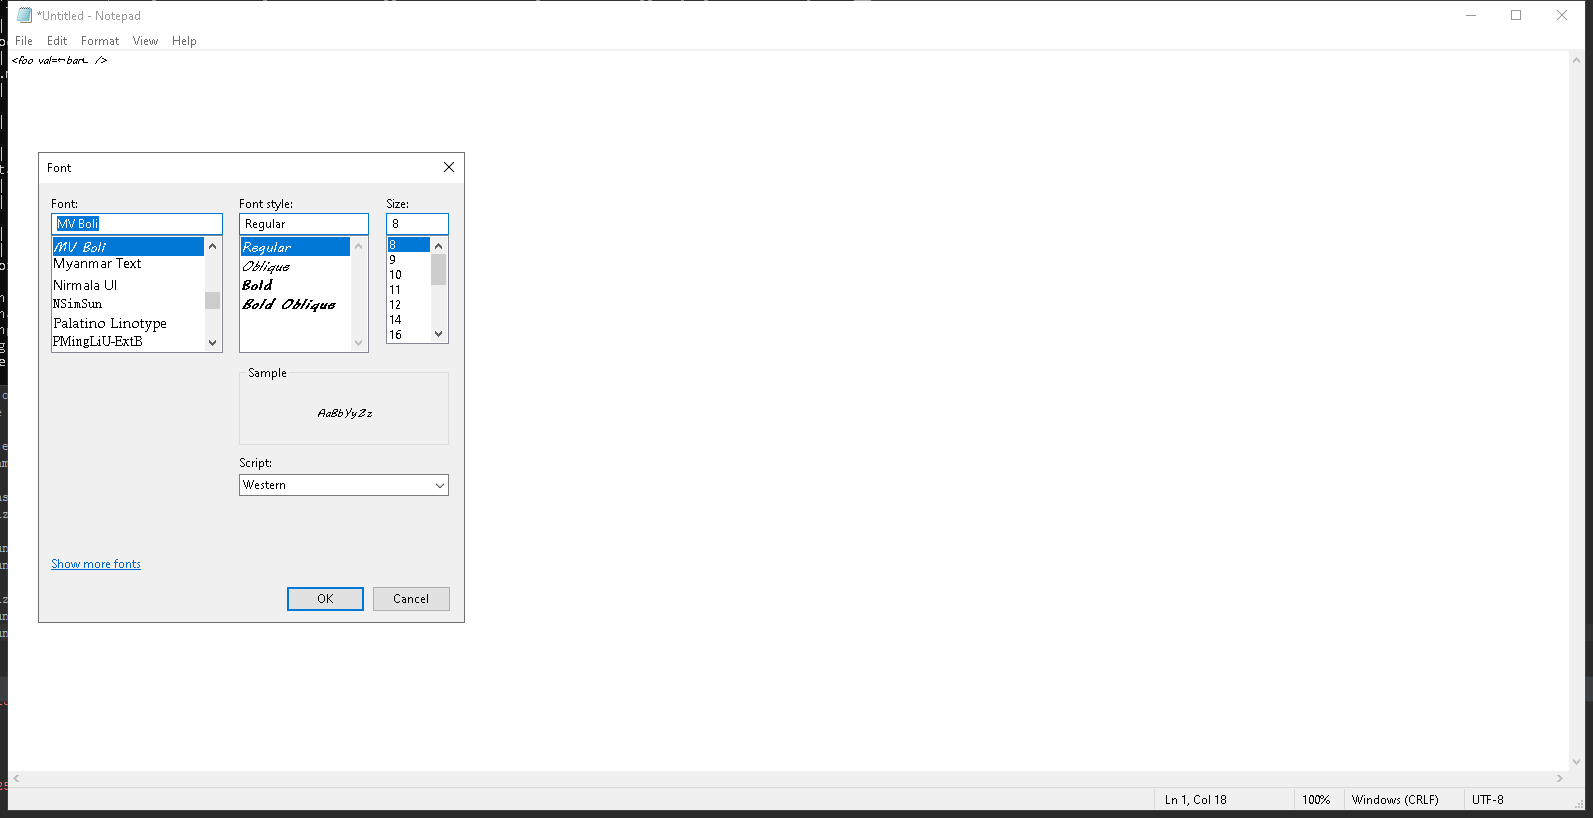 *Untitled - Notepad
File Edit Format View Help
<foo val=←bar← />
Font
Font: Font style: Size:
MV Boli Regular 8
MV Boli Regular 8
Myanmar Text Oblique 9
Nirmala UI Bold 10
NSimSun Bold Oblique 11
Palatino Linotype 12
PMingLiU-ExtB 14
16
Sample
AaBbYyZz
Script:
Western
Show more fonts
OK Cancel
Ln 1, Col 18 100% Windows (CRLF) UTF-8